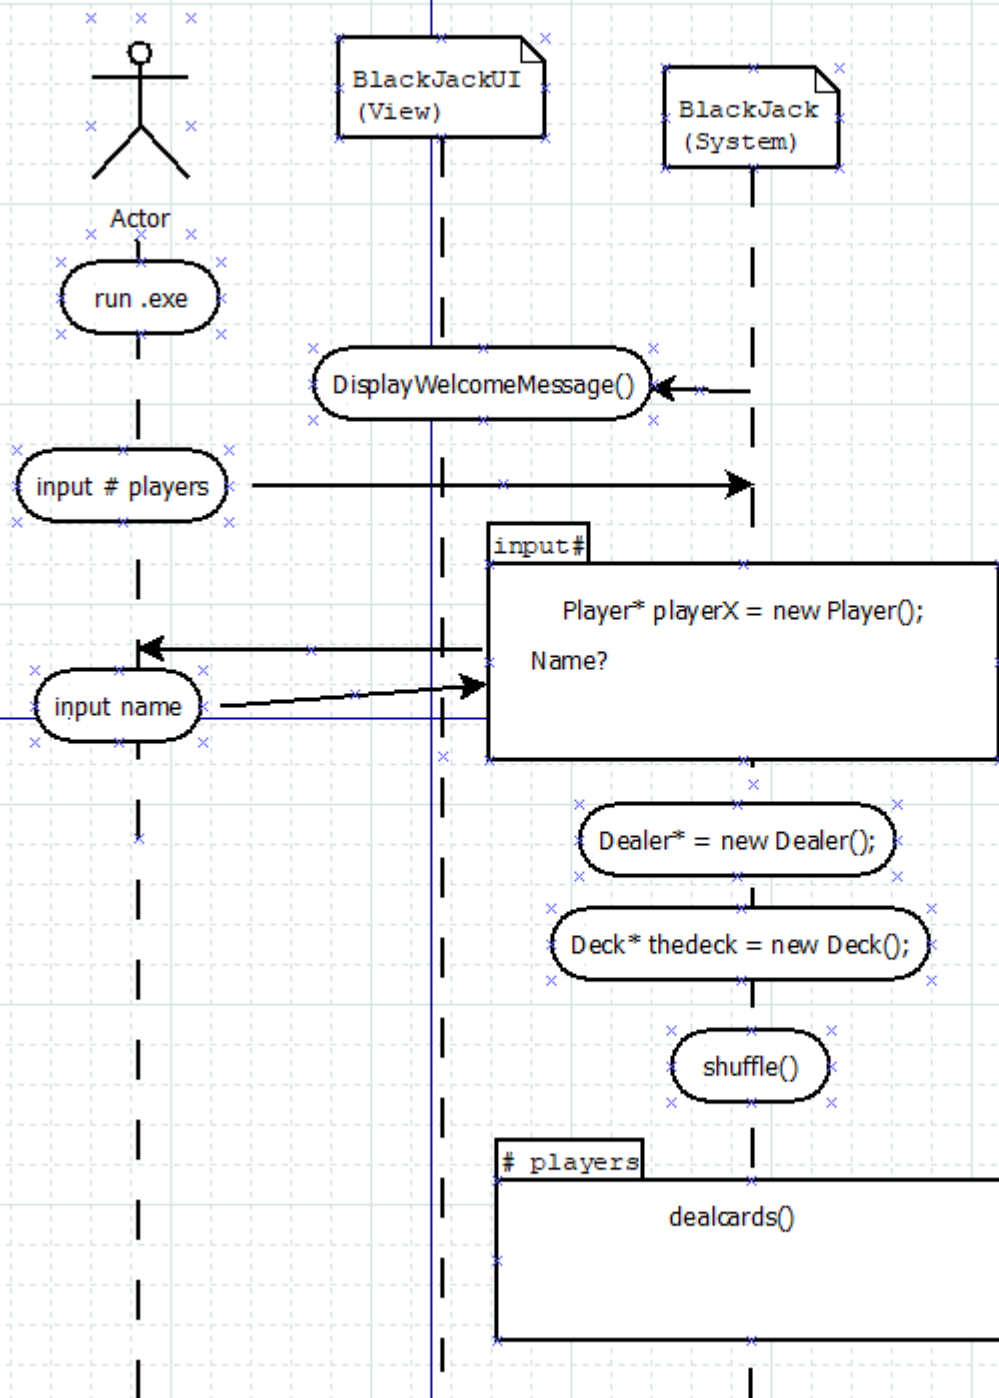 BlackJackUI
(View)
BlackJack
(System)
Actor
run .exe
DisplayWelcomeMessage()
input # players
input#
Player* playerX = new Player();
Name?
input name
Dealer* = new Dealer();
Deck* thedeck = new Deck();
shuffle()
# players
dealcards()